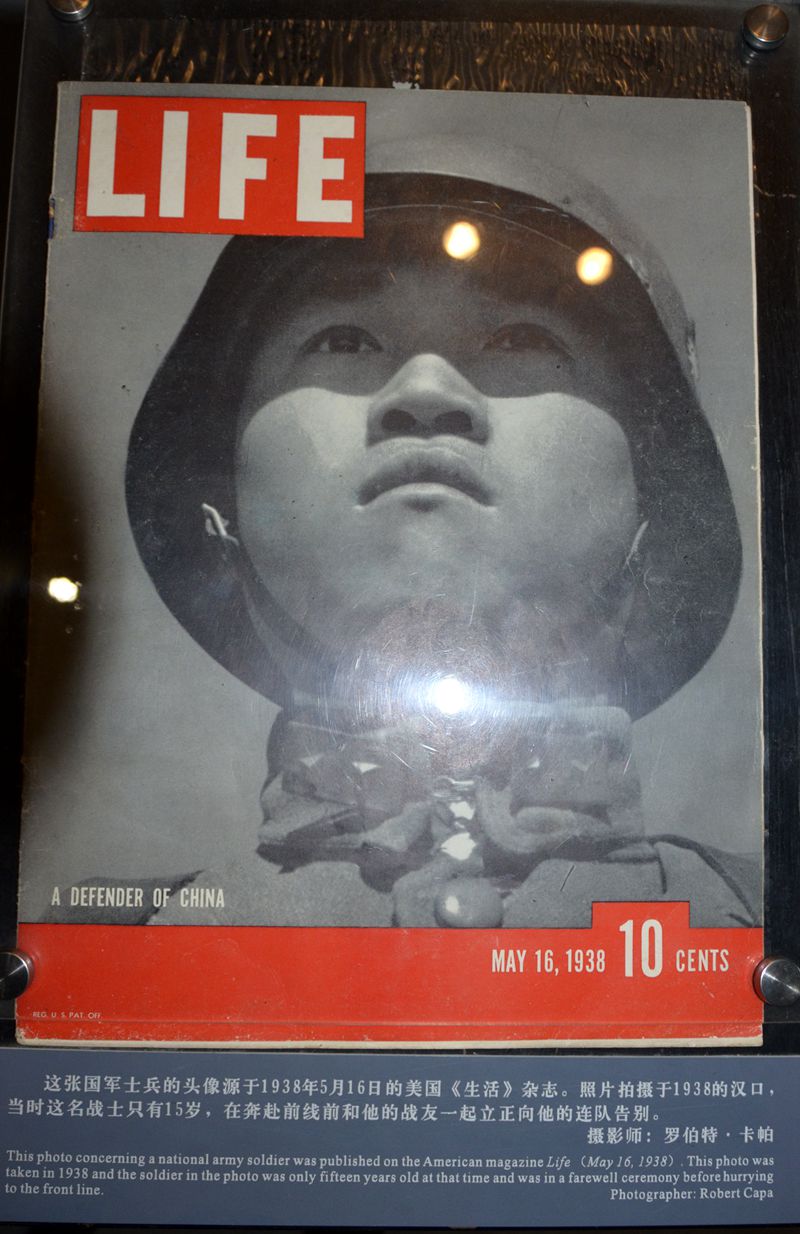 LIFE
A DEFENDER OF CHINA
MAY 16, 1938 10 CENTS
REG. U. S. PAT. OFF.
这张国军士兵的头像源于1938年5月16日的美国《生活》杂志。照片拍摄于1938的汉口，
当时这名战士只有15岁，在奔赴前线前和他的战友一起立正向他的连队告别。
摄影师：罗伯特·卡帕
This photo concerning a national army soldier was published on the American magazine Life （May 16, 1938）. This photo was
taken in 1938 and the soldier in the photo was only fifteen years old at that time and was in a farewell ceremony before hurrying
to the front line. Photographer: Robert Capa